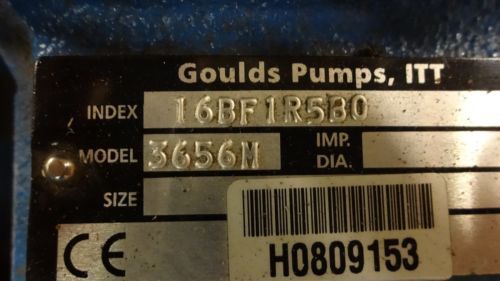 Goulds Pumps, ITT
INDEX 16BF1R5B0
MODEL 3656M IMP. DIA.
SIZE
CE H0809153